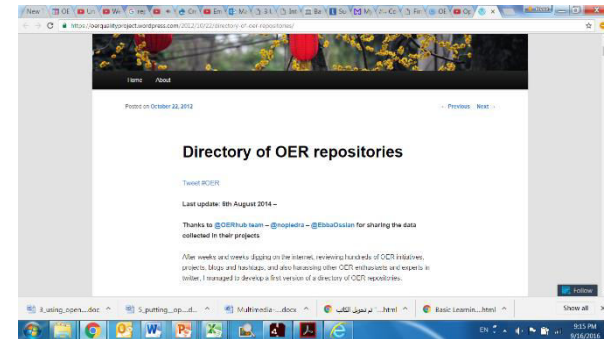 https://oerqualityproject.wordpress.com/2012/10/22/directory-of-oer-repositories/
Home About
Posted on October 22, 2012
← Previous Next →
Directory of OER repositories
Tweet #OER
Last update: 8th August 2014 –
Thanks to @OERhub team – @nopiedra – @EbbaOssian for sharing the data
collected in their projects.
After weeks and weeks digging on the internet, reviewing hundreds of OER initiatives,
projects, blogs and hashtags, and also harassing other OER enthusiasts and experts in
twitter, I managed to develop a first version of a directory of OER repositories.
Follow
_using_open....doc
5_putting__op...d...
Multimedia-...docx
html...
Basic Learnin...html
Show all
EN
9:15 PM
9/16/2016